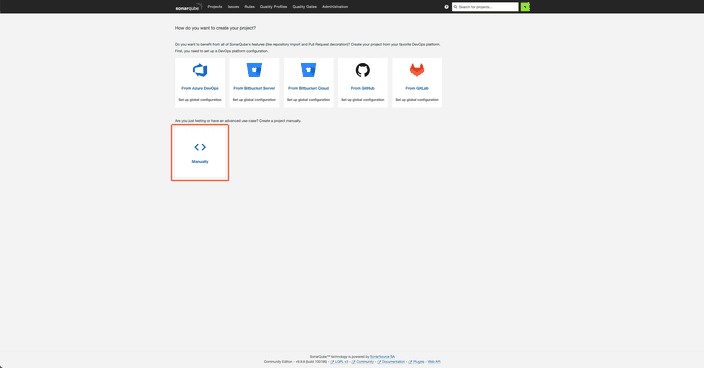 sonarqube Projects Issues Rules Quality Profiles Quality Gates Administration ? Search for projects...
How do you want to create your project?
Do you want to benefit from all of SonarQube's features (like repository import and Pull Request decoration)? Create your project from your favorite DevOps platform.
First, you need to set up a DevOps platform configuration.
From Azure DevOps From Bitbucket Server From Bitbucket Cloud From GitHub From GitLab
Set up global configuration Set up global configuration Set up global configuration Set up global configuration Set up global configuration
Are you just testing or have an advanced use-case? Create a project manually.
Manually
SonarQube™ technology is powered by SonarSource SA
Community Edition - - LGPL v3 - Community - Documentation - Plugins - Web API